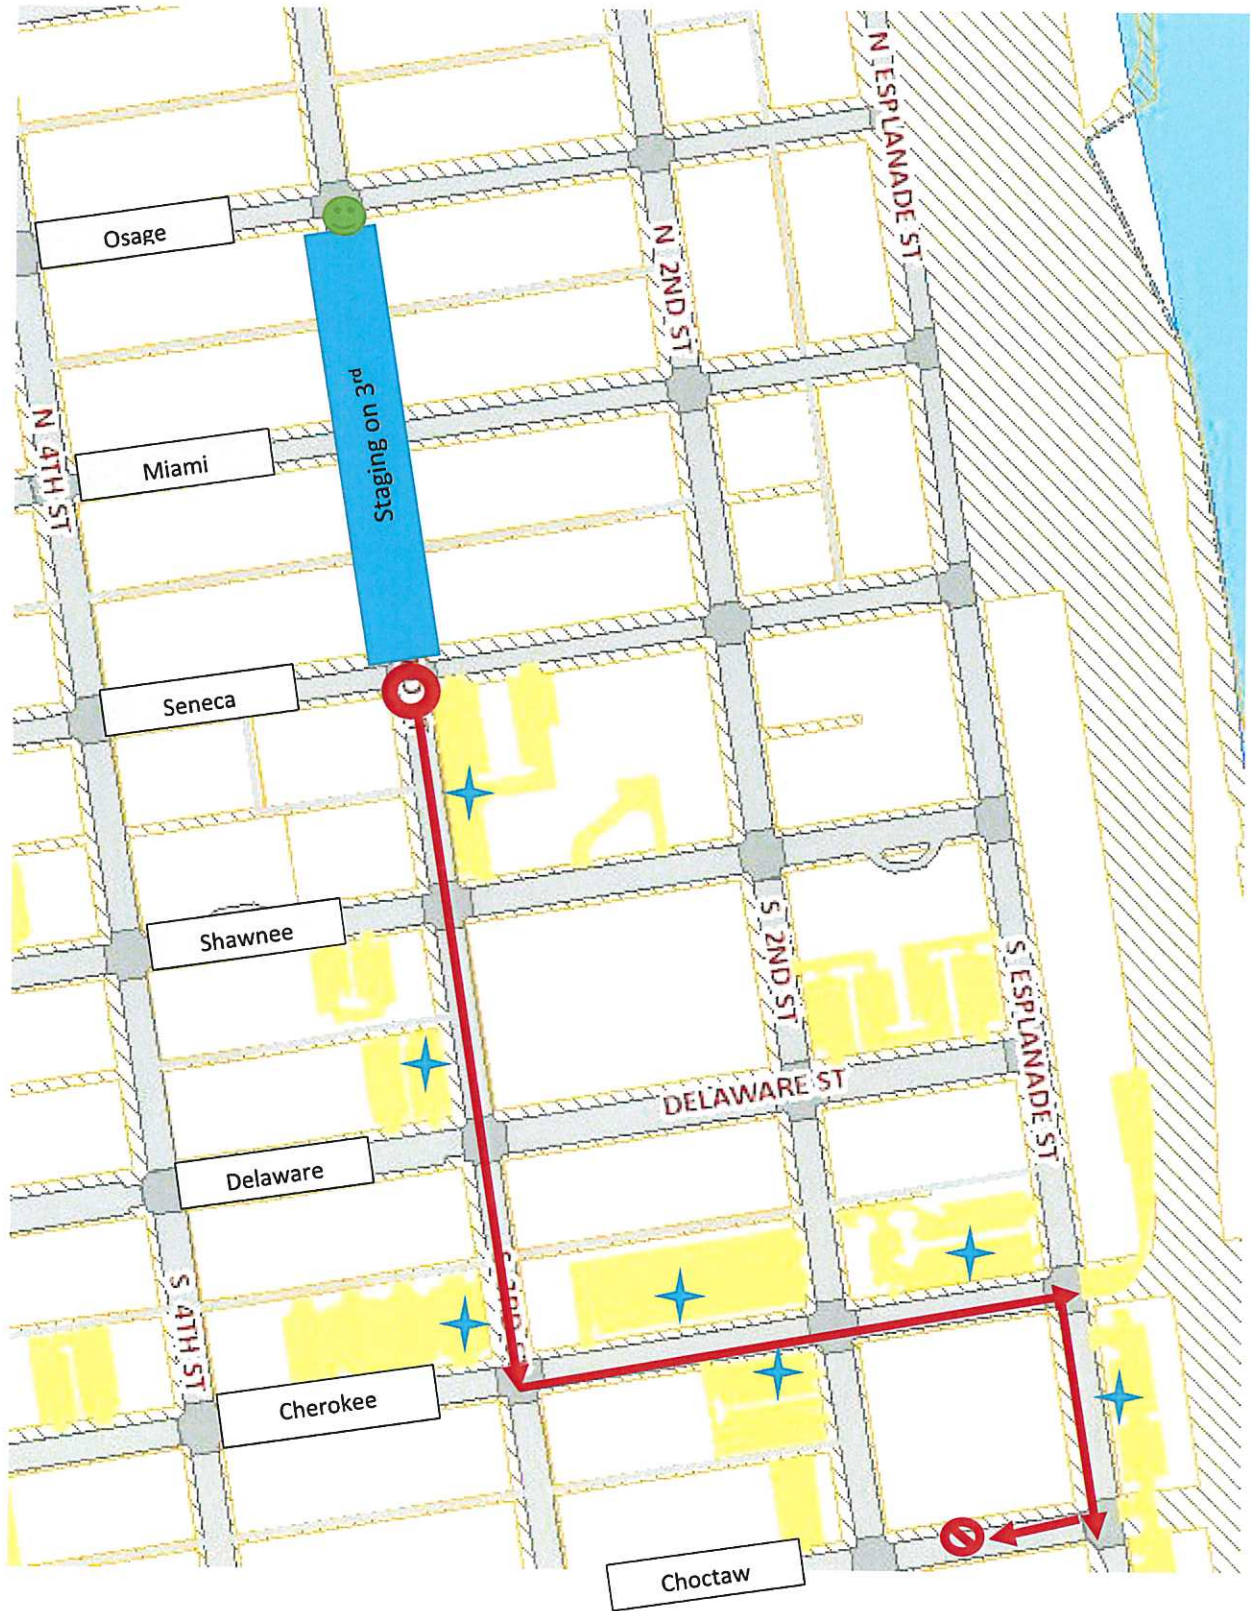 N ESPLANADE ST
Osage
N 2ND ST
Staging on 3rd
N 4TH ST
Miami
Seneca
Shawnee
S 2ND ST
S ESPLANADE ST
DELAWARE ST
Delaware
S 4TH ST
Cherokee
Choctaw